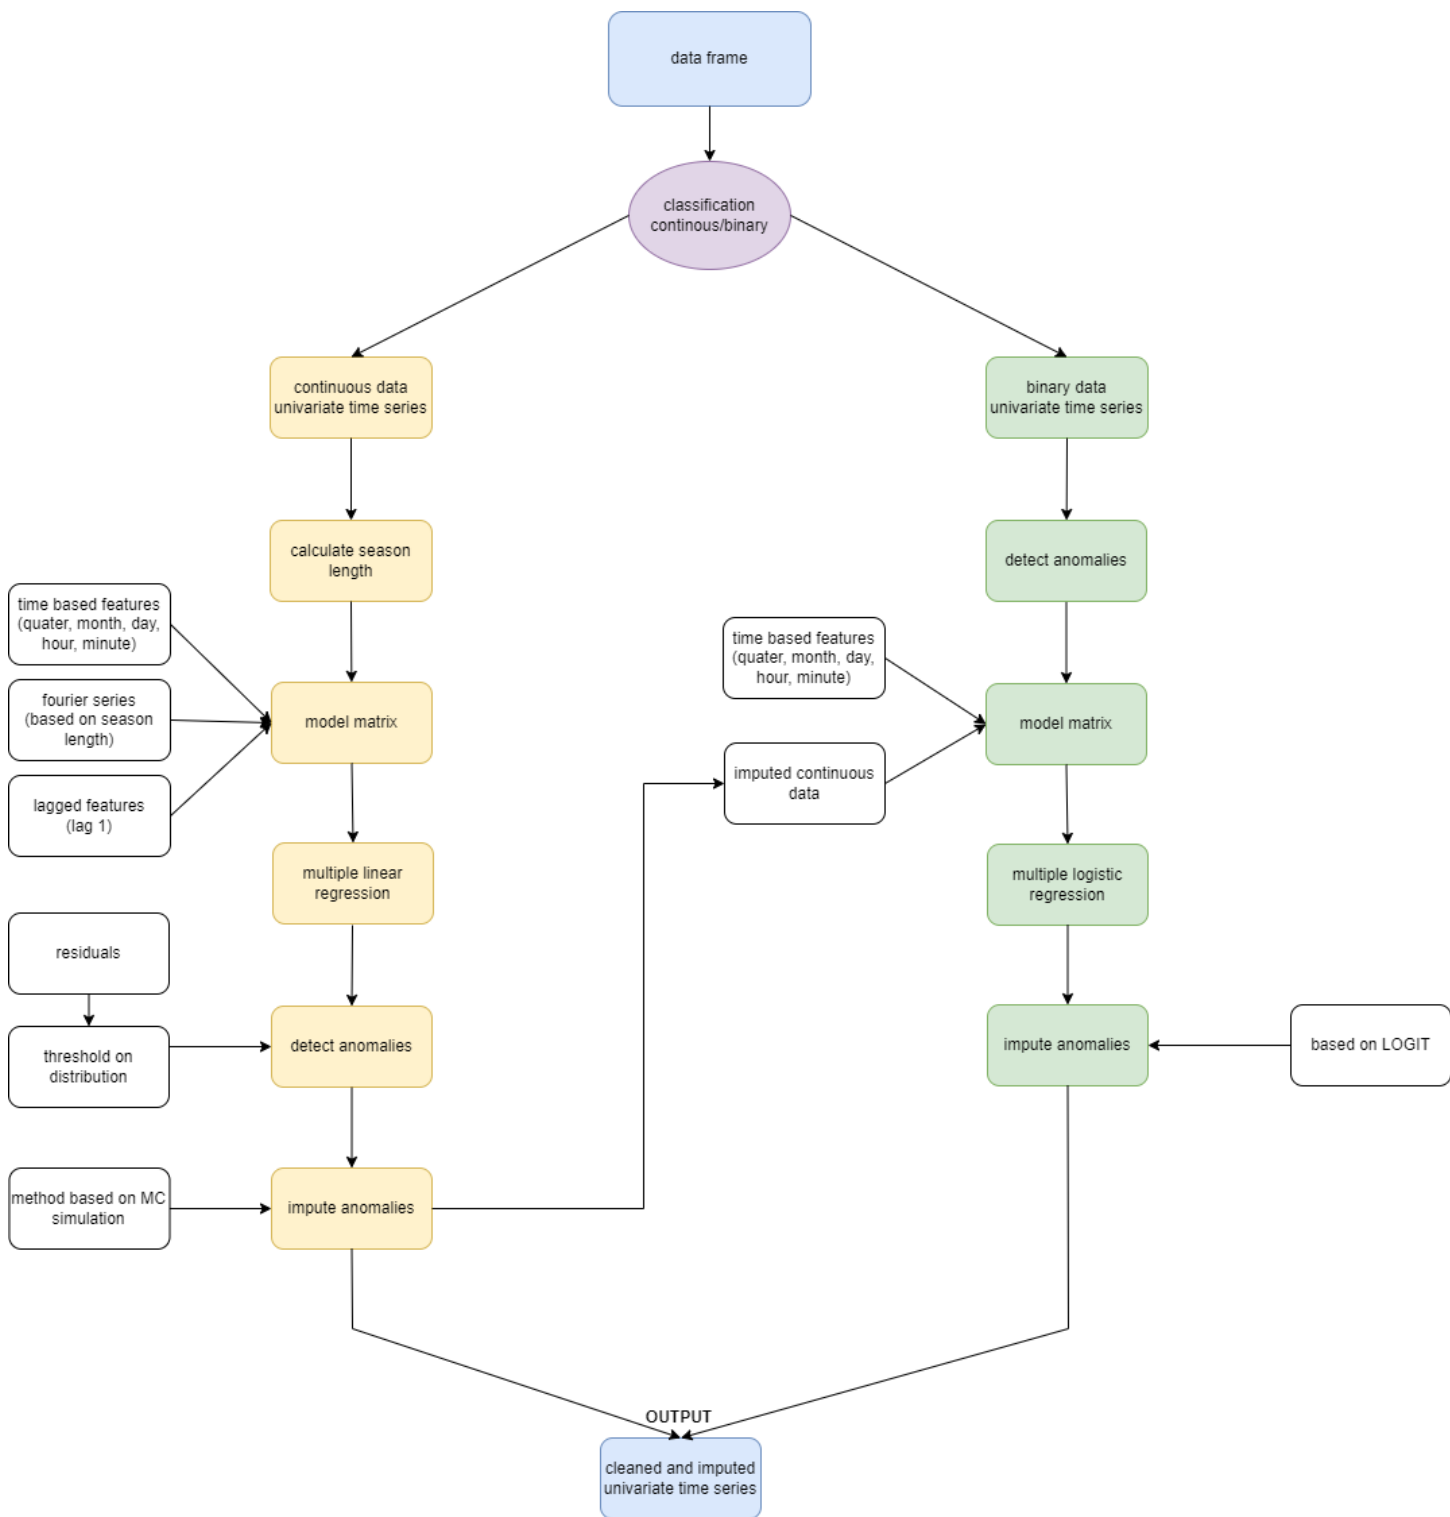 data frame
classification
continous/binary
continuous data
univariate time series
binary data
univariate time series
calculate season
length
detect anomalies
time based features
(quater, month, day,
hour, minute)
fourier series
(based on season
length)
lagged features
(lag 1)
model matrix
time based features
(quater, month, day,
hour, minute)
imputed continuous
data
model matrix
multiple linear
regression
multiple logistic
regression
residuals
threshold on
distribution
detect anomalies
impute anomalies
based on LOGIT
method based on MC
simulation
impute anomalies
OUTPUT
cleaned and imputed
univariate time series